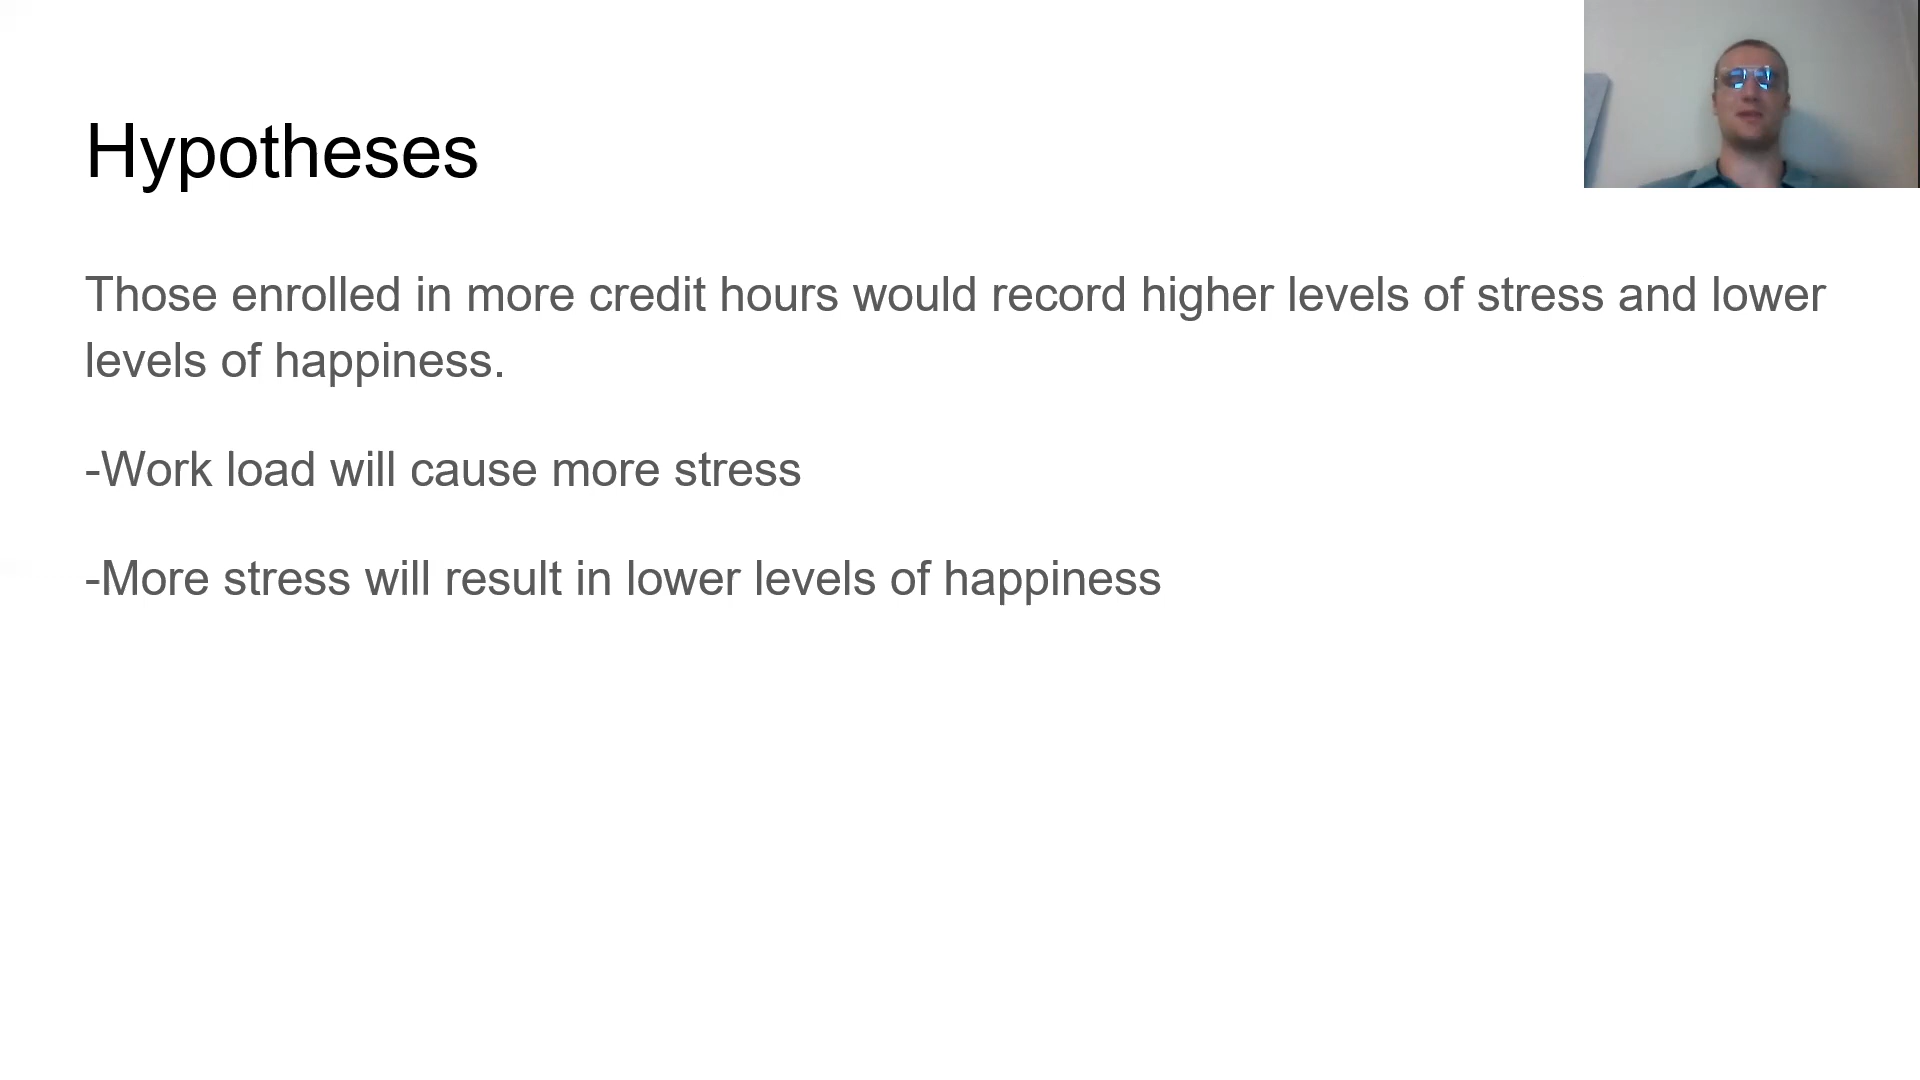 Hypotheses
Those enrolled in more credit hours would record higher levels of stress and lower
levels of happiness.
-Work load will cause more stress
-More stress will result in lower levels of happiness